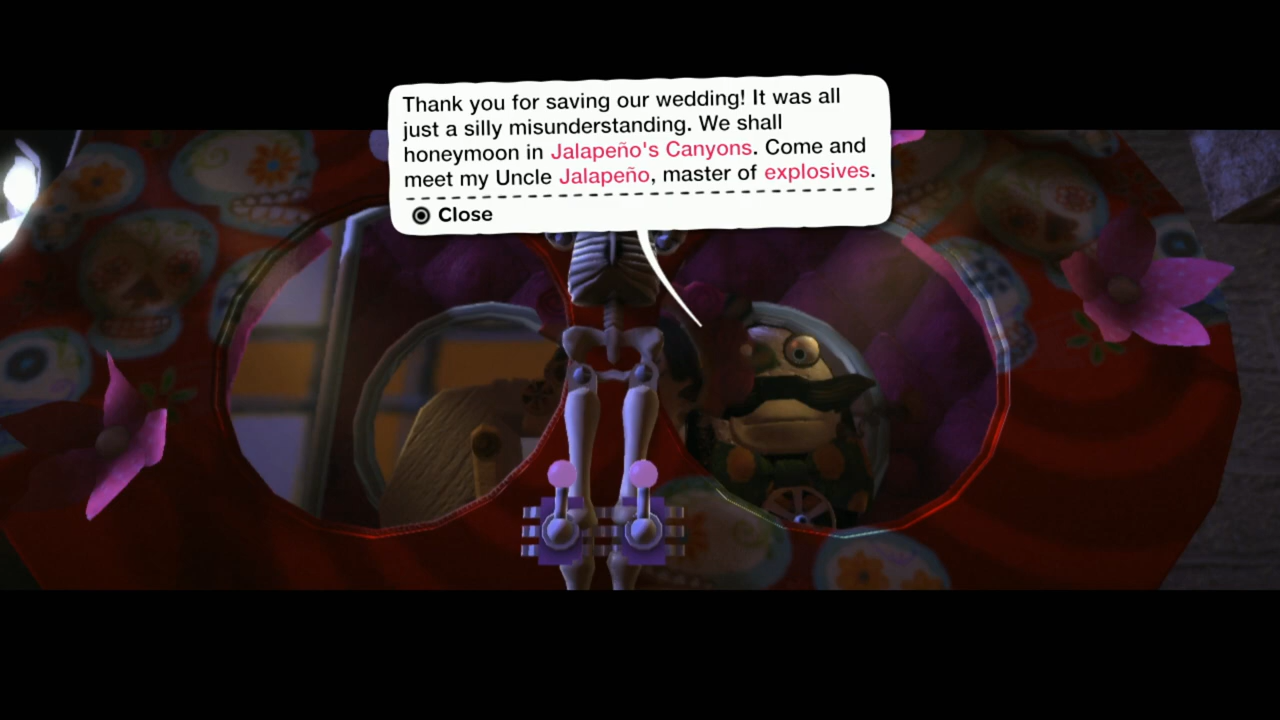 Thank you for saving our wedding! It was all
just a silly misunderstanding. We shall
honeymoon in Jalapeño's Canyons. Come and
meet my Uncle Jalapeño, master of explosives.
Close